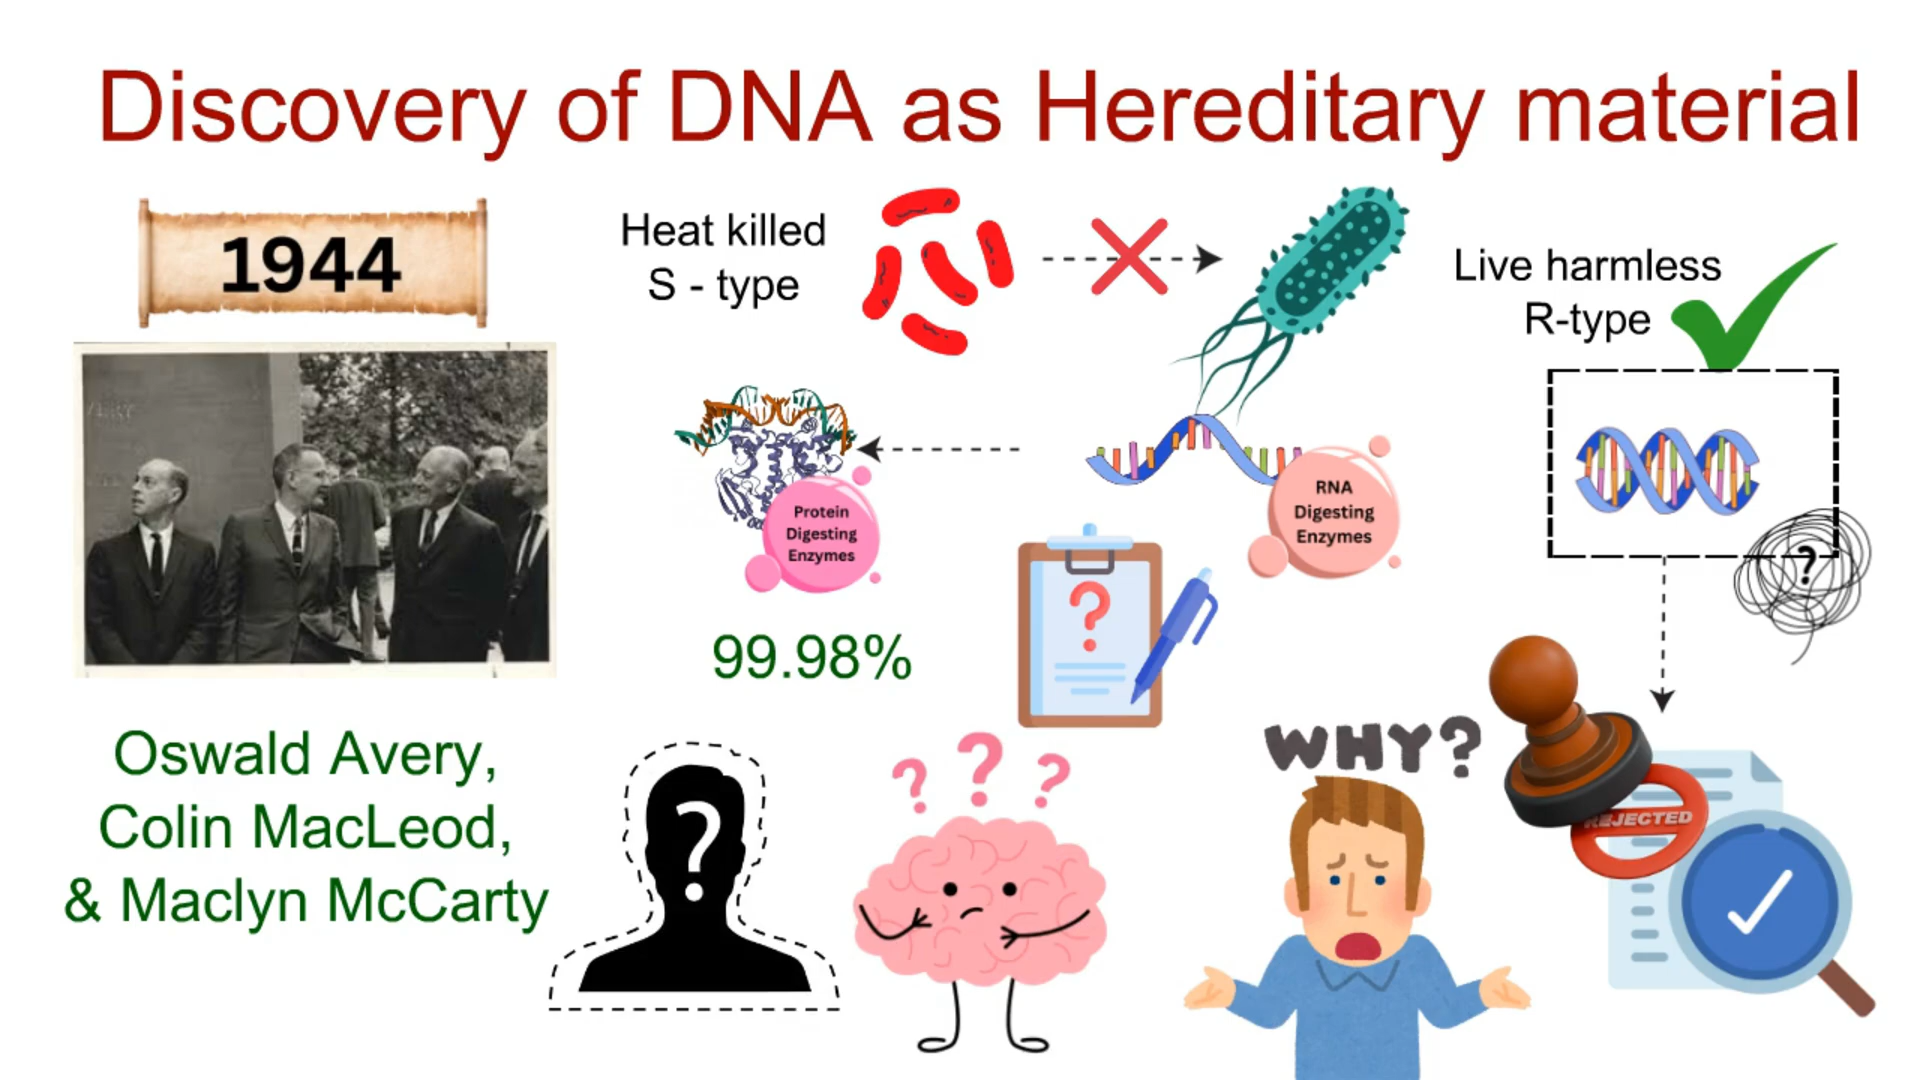 Discovery of DNA as Hereditary material
1944
Heat killed
S - type
Live harmless
R-type
Protein
Digesting
Enzymes
RNA
Digesting
Enzymes
?
?
99.98%
Oswald Avery,
Colin MacLeod,
& Maclyn McCarty
?
? ? ?
WHY?
REJECTED